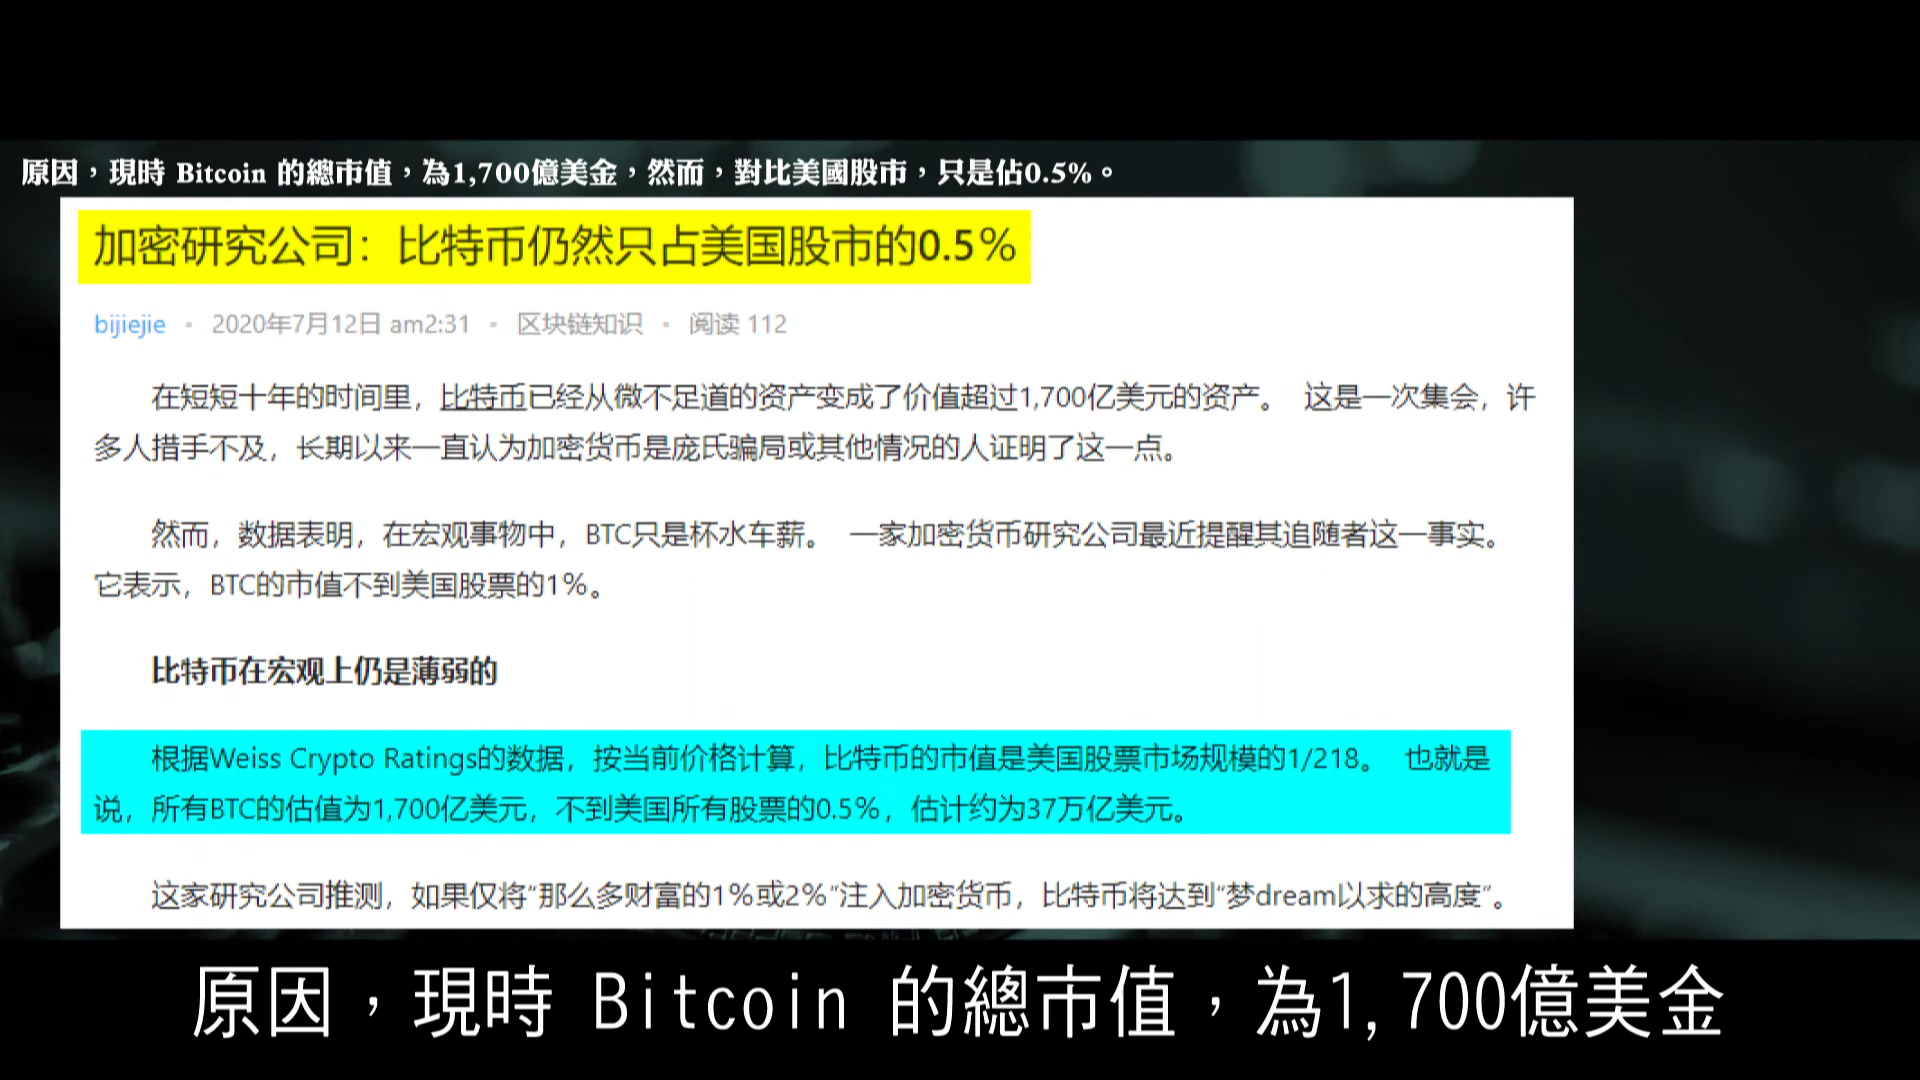 原因，現時 Bitcoin 的總市值，為1,700億美金，然而，對比美國股市，只是佔0.5%。
加密研究公司：比特币仍然只占美国股市的0.5%
bijiejie • 2020年7月12日 am2:31 • 区块链知识 • 阅读 112
在短短十年的时间里，比特币已经从微不足道的资产变成了价值超过1,700亿美元的资产。 这是一次集会，许
多人措手不及，长期以来一直认为加密货币是庞氏骗局或其他情况的人证明了这一点。
然而，数据表明，在宏观事物中，BTC只是杯水车薪。 一家加密货币研究公司最近提醒其追随者这一事实。
它表示，BTC的市值不到美国股票的1%。
比特币在宏观上仍是薄弱的
根据Weiss Crypto Ratings的数据，按当前价格计算，比特币的市值是美国股票市场规模的1/218。 也就是
说，所有BTC的估值为1,700亿美元，不到美国所有股票的0.5%，估计约为37万亿美元。
这家研究公司推测，如果仅将“那么多财富的1%或2%”注入加密货币，比特币将达到“梦dream以求的高度”。
原因，現時 Bitcoin 的總市值，為1,700億美金